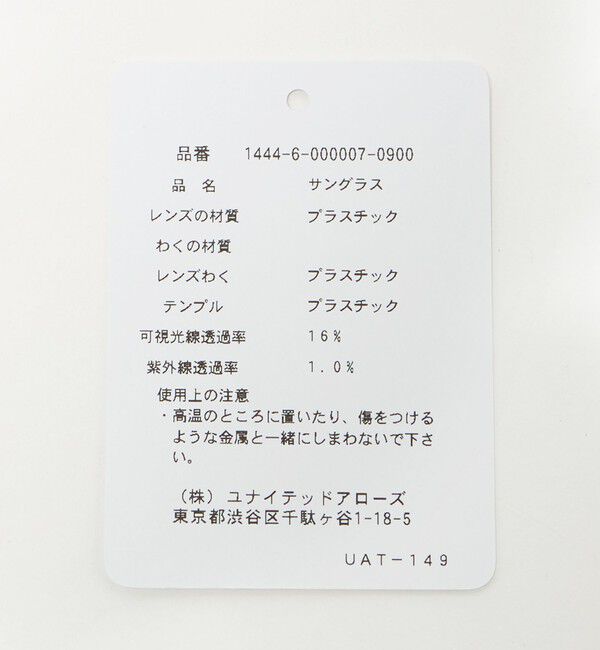 品番 1444-6-000007-0900
品 名 サングラス
レンズの材質 プラスチック
わくの材質
レンズわく プラスチック
テンプル プラスチック
可視光線透過率 16%
紫外線透過率 1.0%
使用上の注意
・高温のところに置いたり、傷をつける
ような金属と一緒にしまわないで下さ
い。
（株）ユナイテッドアローズ
東京都渋谷区千駄ヶ谷1-18-5
UAT-149